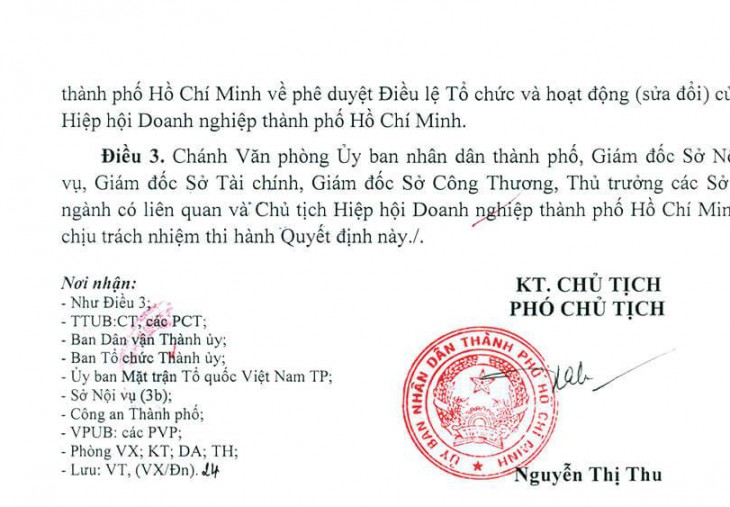 thành phố Hồ Chí Minh về phê duyệt Điều lệ Tổ chức và hoạt động (sửa đổi) củ
Hiệp hội Doanh nghiệp thành phố Hồ Chí Minh.
Điều 3. Chánh Văn phòng Ủy ban nhân dân thành phố, Giám đốc Sở Nộ
vụ, Giám đốc Sở Tài chính, Giám đốc Sở Công Thương, Thủ trưởng các Sở
ngành có liên quan và Chủ tịch Hiệp hội Doanh nghiệp thành phố Hồ Chí Min
chịu trách nhiệm thi hành Quyết định này./.
Nơi nhận:
- Như Điều 3;
- TTUB:CT, các PCT;
- Ban Dân vận Thành ủy;
- Ban Tổ chức Thành ủy;
- Ủy ban Mặt trận Tổ quốc Việt Nam TP;
- Sở Nội vụ (3b);
- Công an Thành phố;
- VPUB: các PVP;
- Phòng VX; KT; DA; TH;
- Lưu: VT, (VX/Đn). 24
KT. CHỦ TỊCH
PHÓ CHỦ TỊCH
ỦY BAN NHÂN DÂN THÀNH PHỐ HỒ CHÍ MINH
Nguyễn Thị Thu